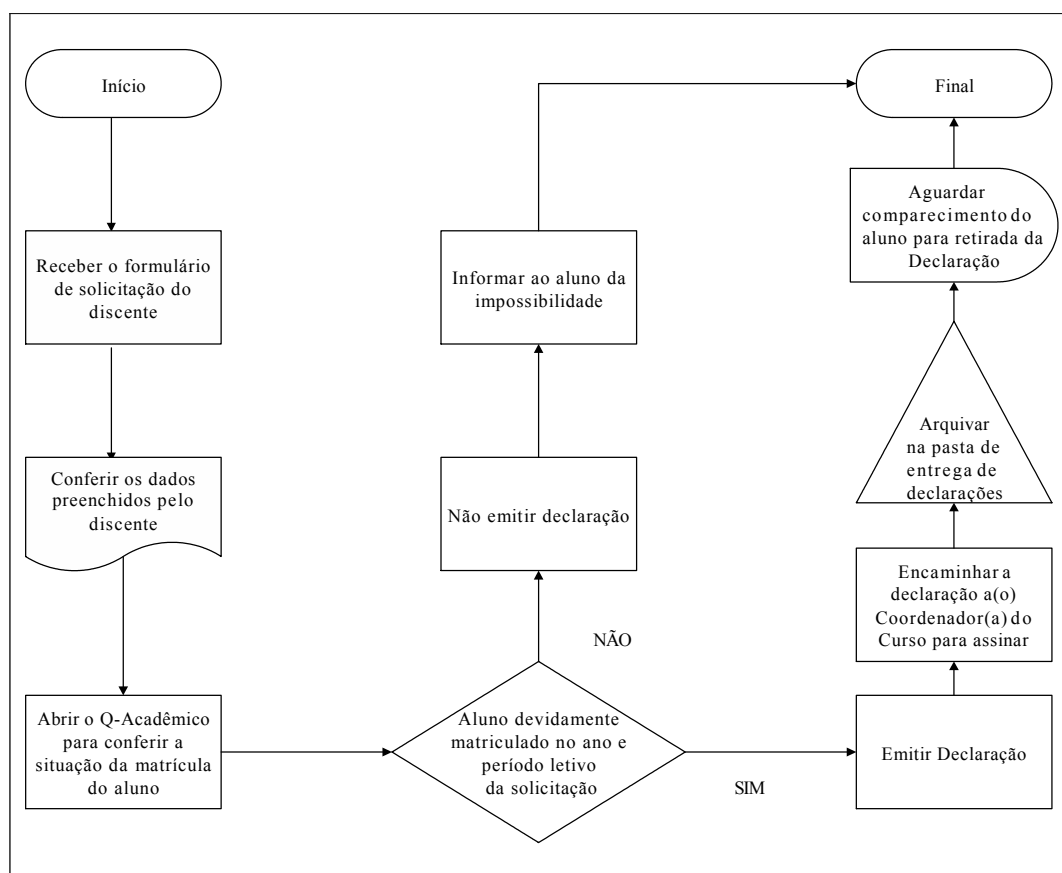 Início
Receber o formulário
de solicitação do
discente
Conferir os dados
preenchidos pelo
discente
Abrir o Q-Acadêmico
para conferir a
situação da matrícula
do aluno
Aluno devidamente
matriculado no ano e
período letivo
da solicitação
NÃO
Não emitir declaração
Informar ao aluno da
impossibilidade
SIM
Emitir Declaração
Encaminhar a
declaração a(o)
Coordenador(a) do
Curso para assinar
Arquivar
na pasta de
entrega de
declarações
Aguardar
comparecimento do
aluno para retirada da
Declaração
Final